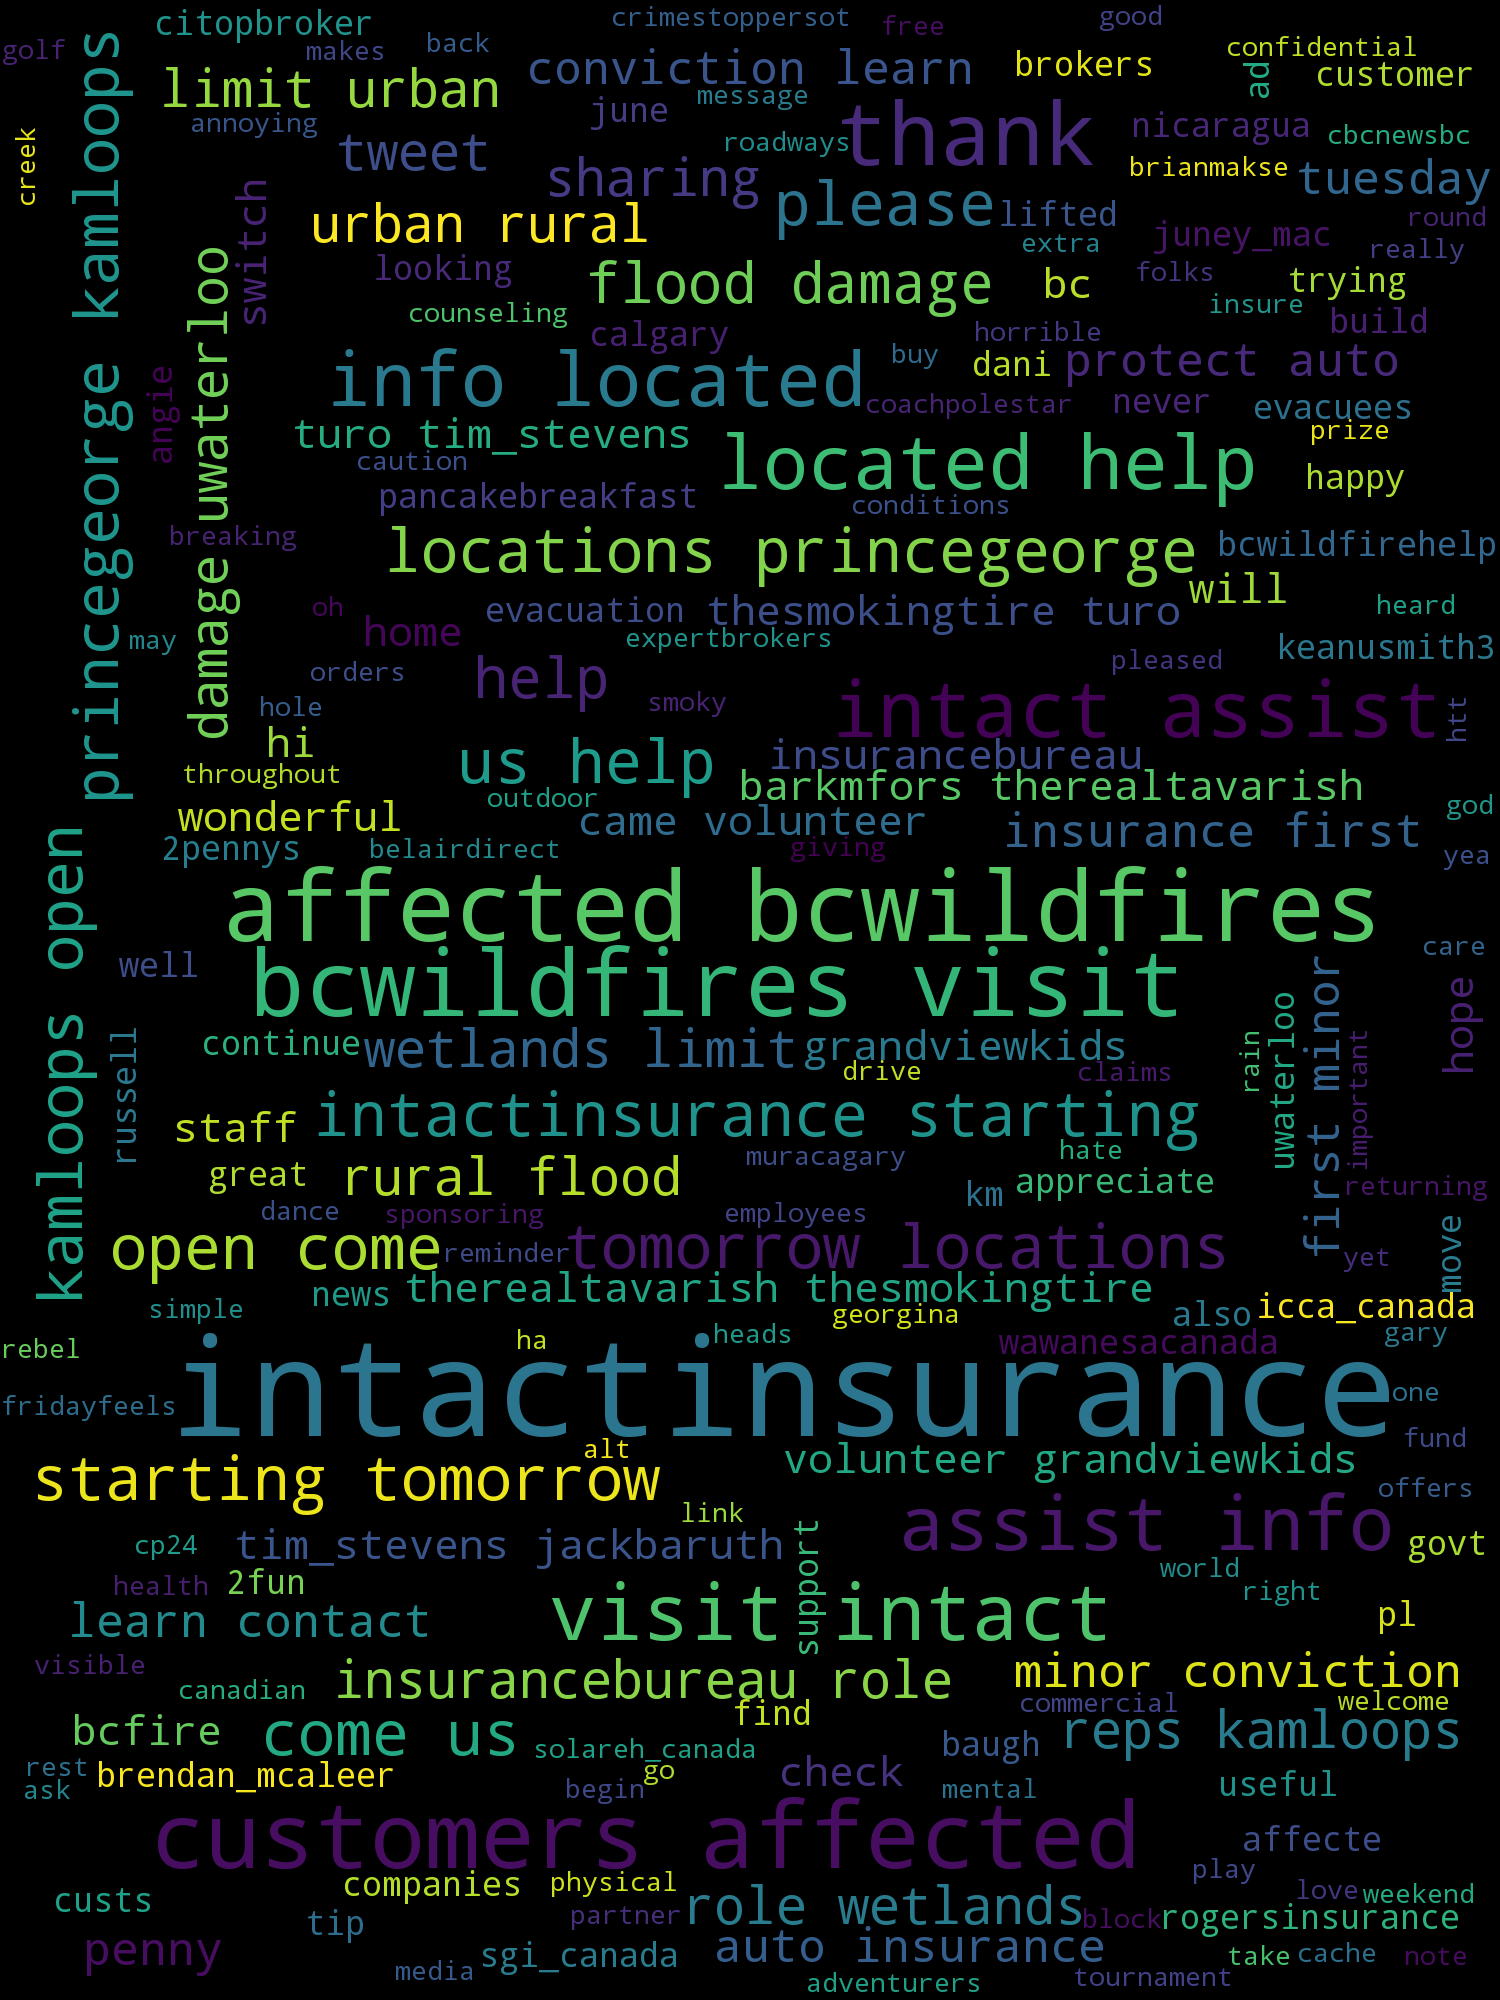 citopbroker
crimestoppersot
free
good
golf
makes
back
confidential
limit urban
conviction learn
brokers
ad
customer
princegeorge kamloops
annoying
june
message
thank
nicaragua
cbcnewsbc
creek
tweet
roadways
brianmakse
sharing
please
tuesday
switch
urban rural
lifted
round
damage uwaterloo
looking
extra
juney_mac
really
flood damage
bc
folks
trying
counseling
insure
calgary
horrible
build
info located
buy
dani
protect auto
angie
coachpolestar
never
evacuees
turo tim_stevens
prize
caution
located help
happy
pancakebreakfast
conditions
breaking
locations princegeorge
bcwildfirehelp
will
oh
evacuation
thesmokingtire turo
heard
may
home
expertbrokers
keanusmith3
orders
help
pleased
hole
smoky
intact assist
htt
hi
us help
insurancebureau
throughout
outdoor
barkmfors therealtavarish
god
wonderful
came volunteer
insurance first
2pennys
belairdirect
giving
yea
kamloops open
affected bcwildfires
well
bcwildfires visit
care
first minor
hope
continue
wetlands limit
grandviewkids
rain
uwaterloo
important
russell
drive
claims
staff
intactinsurance starting
great
rural flood
muracagary
hate
km
appreciate
returning
dance
sponsoring
employees
open come
reminder
tomorrow locations
yet
move
simple
news
therealtavarish thesmokingtire
georgina
also
icca_canada
rebel
ha
heads
wawanesacanada
gary
fridayfeels
intactinsurance
one
alt
fund
starting tomorrow
volunteer grandviewkids
offers
link
cp24
tim_stevens jackbaruth
support
assist info
govt
health
2fun
world
right
learn contact
visit intact
pl
visible
canadian
insurancebureau role
minor conviction
find
commercial
welcome
bcfire
come us
solareh_canada
baugh
reps kamloops
rest
brendan_mcaleer
go
check
ask
begin
mental
useful
customers affected
affecte
companies
physical
play
custs
role wetlands
love
weekend
tip
partner
block
rogersinsurance
penny
sgi_canada
auto insurance
take
cache
note
media
adventurers
tournament